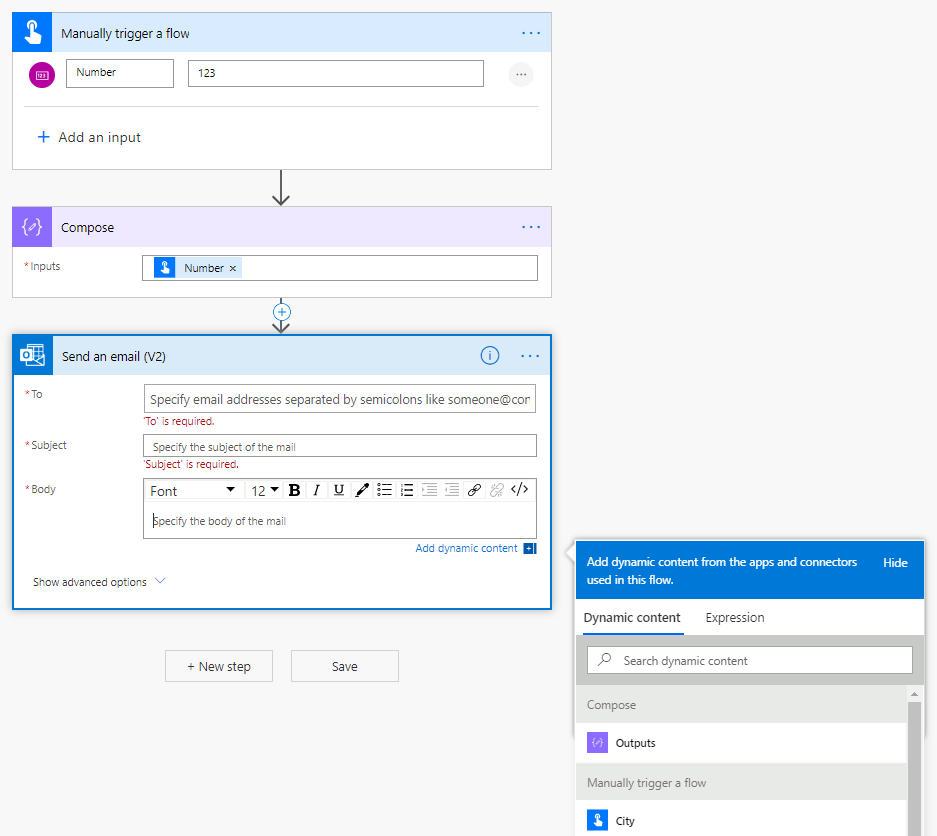 Manually trigger a flow
Number 123
+ Add an input
Compose
* Inputs Number ×
Send an email (V2)
* To Specify email addresses separated by semicolons like someone@con
'To' is required.
* Subject Specify the subject of the mail
'Subject' is required.
* Body Font 12 B I U </>
Specify the body of the mail
Add dynamic content
Show advanced options
+ New step Save
Add dynamic content from the apps and connectors
used in this flow.
Hide
Dynamic content Expression
Search dynamic content
Compose
Outputs
Manually trigger a flow
City